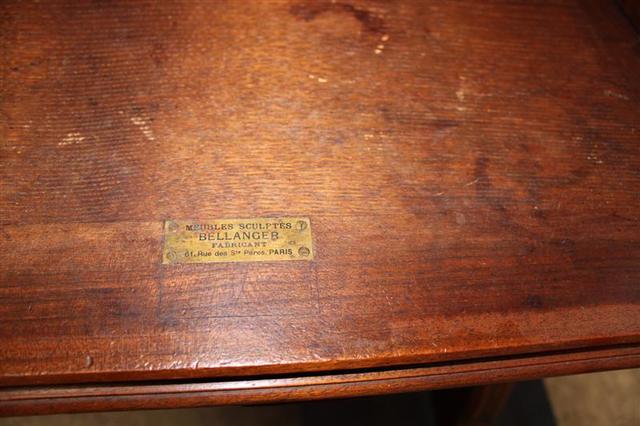 MEUBLES SCULPTÉS
BELLANGER
FABRICANT
61, Rue des Sts Pères, PARIS